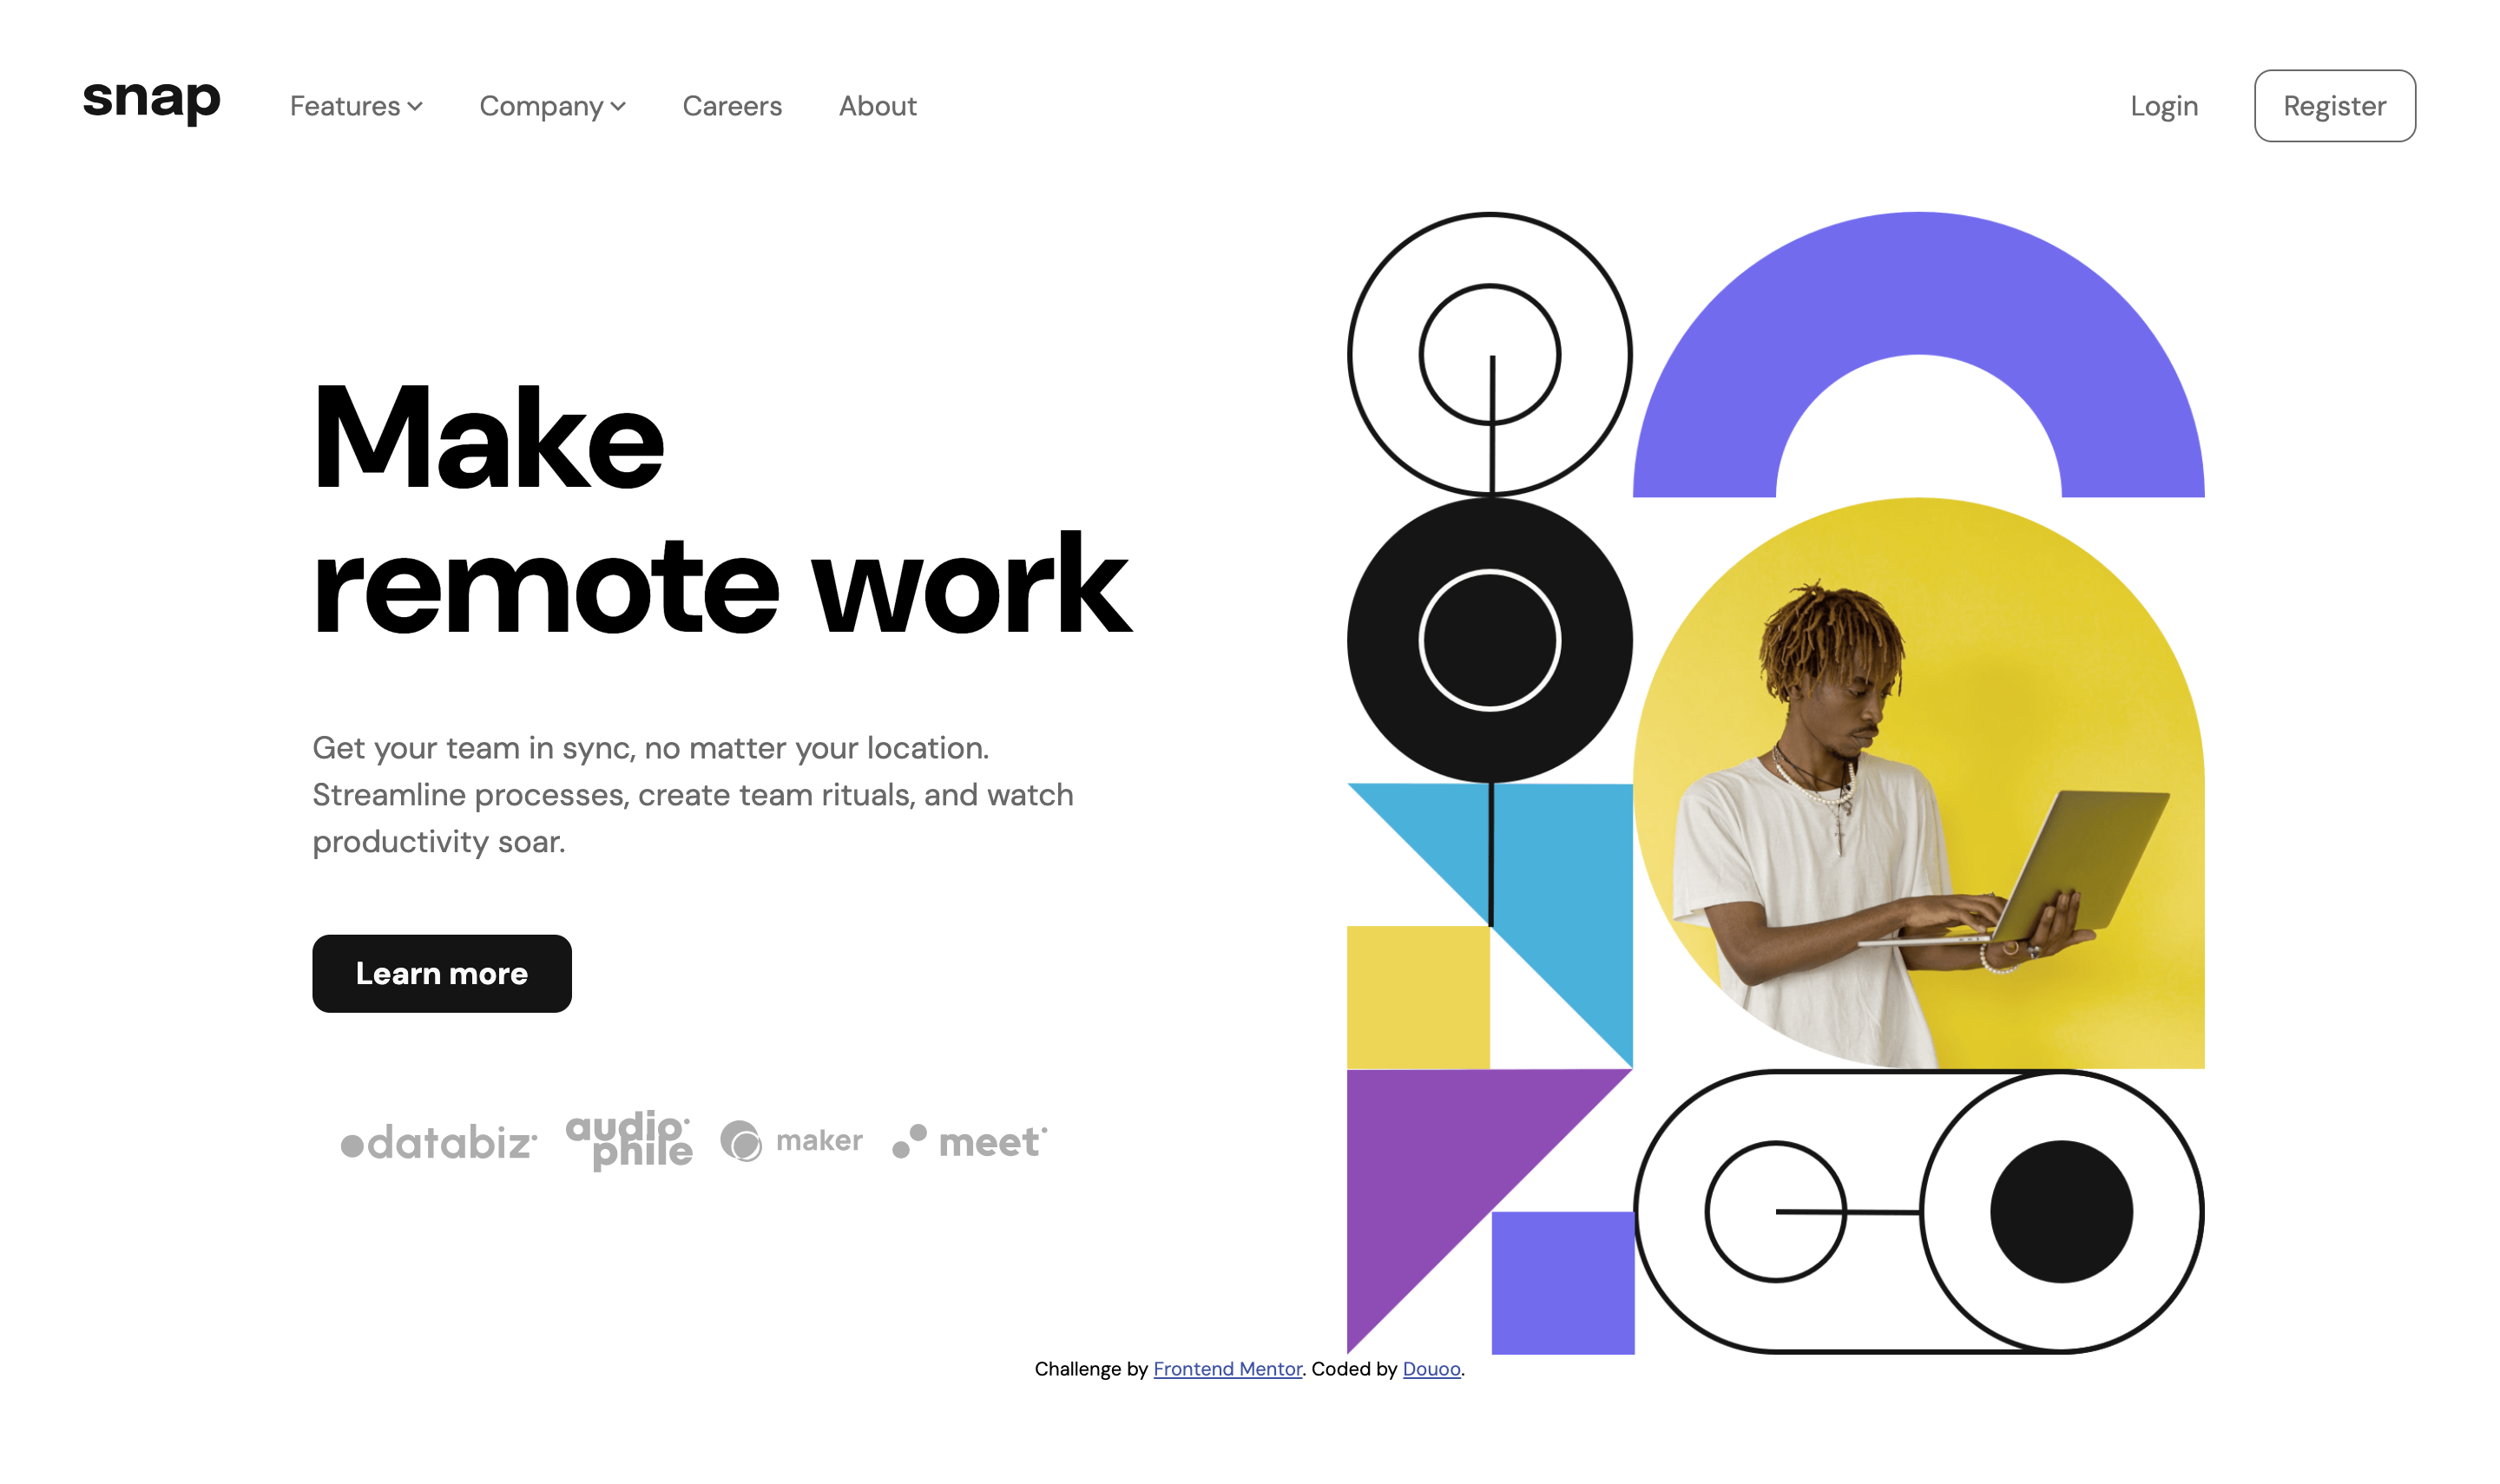 snap Features Company Careers About Login Register
Make
remote work
Get your team in sync, no matter your location.
Streamline processes, create team rituals, and watch
productivity soar.
Learn more
databiz audio phile maker meet
Challenge by Frontend Mentor. Coded by Douoo.